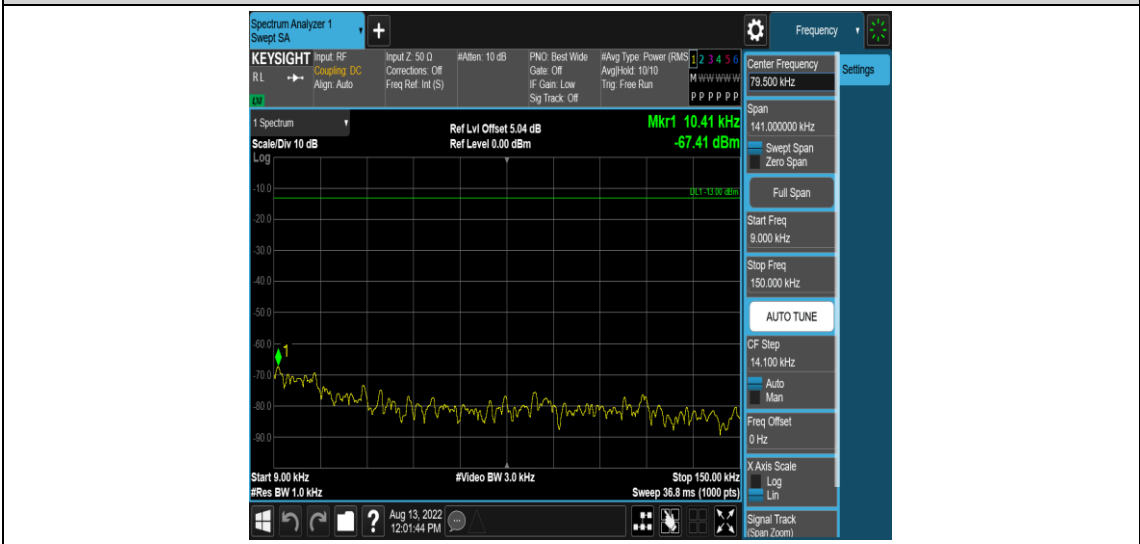 Spectrum Analyzer 1
Swept SA
+
Frequency
KEYSIGHT
RL
LXI
Input: RF
Coupling: DC
Align: Auto
Input Z: 50 Ω
Corrections: Off
Freq Ref: Int (S)
#Atten: 10 dB
PNO: Best Wide
Gate: Off
IF Gain: Low
Sig Track: Off
#Avg Type: Power (RMS
Avg|Hold: 10/10
Trig: Free Run
1 2 3 4 5 6
M W W W W W
P P P P P P
1 Spectrum
Scale/Div 10 dB
Log
Ref Lvl Offset 5.04 dB
Ref Level 0.00 dBm
Mkr1 10.41 kHz
-67.41 dBm
DL1 -13.00 dBm
-10.0
-20.0
-30.0
-40.0
-50.0
-60.0
-70.0
-80.0
-90.0
1
Start 9.00 kHz
#Res BW 1.0 kHz
#Video BW 3.0 kHz
Stop 150.00 kHz
Sweep 36.8 ms (1000 pts)
?
Aug 13, 2022
12:01:44 PM
Center Frequency
79.500 kHz
Span
141.000000 kHz
Swept Span
Zero Span
Full Span
Start Freq
9.000 kHz
Stop Freq
150.000 kHz
AUTO TUNE
CF Step
14.100 kHz
Auto
Man
Freq Offset
0 Hz
X Axis Scale
Log
Lin
Signal Track
(Span Zoom)
Settings